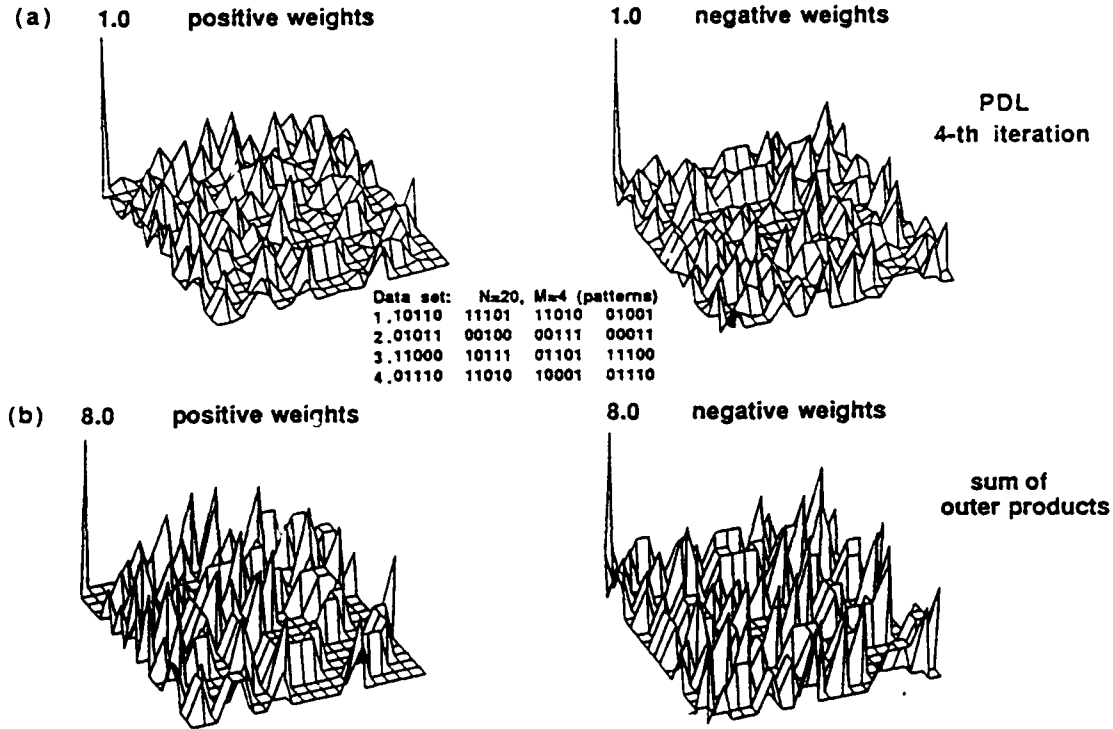 (a) 1.0 positive weights 1.0 negative weights
PDL
4-th iteration
Data set: N=20, M=4 (patterns)
1.10110 11101 11010 01001
2.01011 00100 00111 00011
3.11000 10111 01101 11100
4.01110 11010 10001 01110
(b) 8.0 positive weights 8.0 negative weights
sum of
outer products